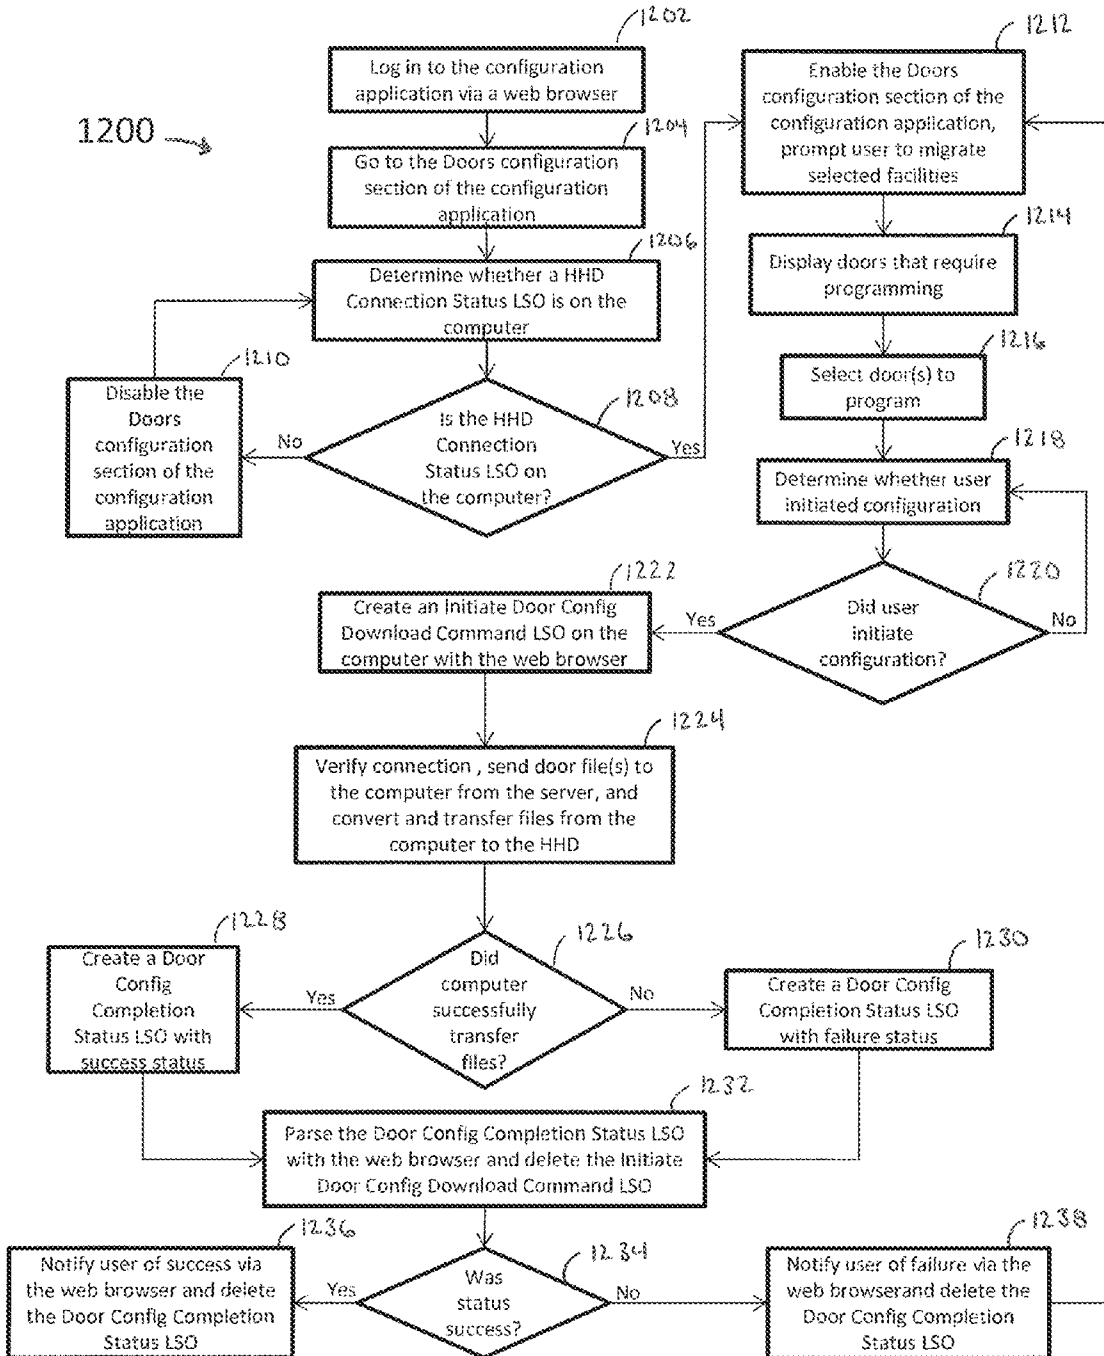 1202
Log in to the configuration
application via a web browser
1200
1204
Go to the Doors configuration
section of the configuration
application
1206
Determine whether a HHD
Connection Status LSO is on the
computer
1208
Is the HHD
Connection
Status LSO on
the computer?
No
Yes
1210
Disable the
Doors
configuration
section of the
configuration
application
1212
Enable the Doors
configuration section of the
configuration application,
prompt user to migrate
selected facilities
1214
Display doors that require
programming
1216
Select door(s) to
program
1218
Determine whether user
initiated configuration
1220
Did user
initiate
configuration?
Yes
No
1222
Create an Initiate Door Config
Download Command LSO on the
computer with the web browser
1224
Verify connection , send door file(s) to
the computer from the server, and
convert and transfer files from the
computer to the HHD
1226
Did
computer
successfully
transfer
files?
Yes
No
1228
Create a Door
Config
Completion
Status LSO with
success status
1230
Create a Door Config
Completion Status LSO
with failure status
1232
Parse the Door Config Completion Status LSO
with the web browser and delete the Initiate
Door Config Download Command LSO
1234
Was
status
success?
Yes
No
1236
Notify user of success via
the web browser and delete
the Door Config Completion
Status LSO
1238
Notify user of failure via the
web browserand delete the
Door Config Completion
Status LSO